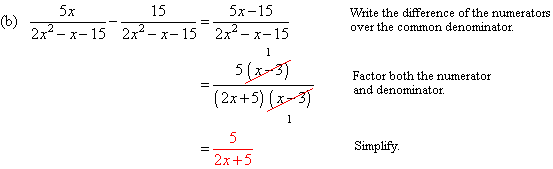 (b) 5x/(2x² − x − 15) − 15/(2x² − x − 15) = (5x − 15)/(2x² − x − 15) Write the difference of the numerators
over the common denominator.
1
= 5(x−3)/((2x+5)(x−3)) Factor both the numerator
and denominator.
1
= 5/(2x+5) Simplify.